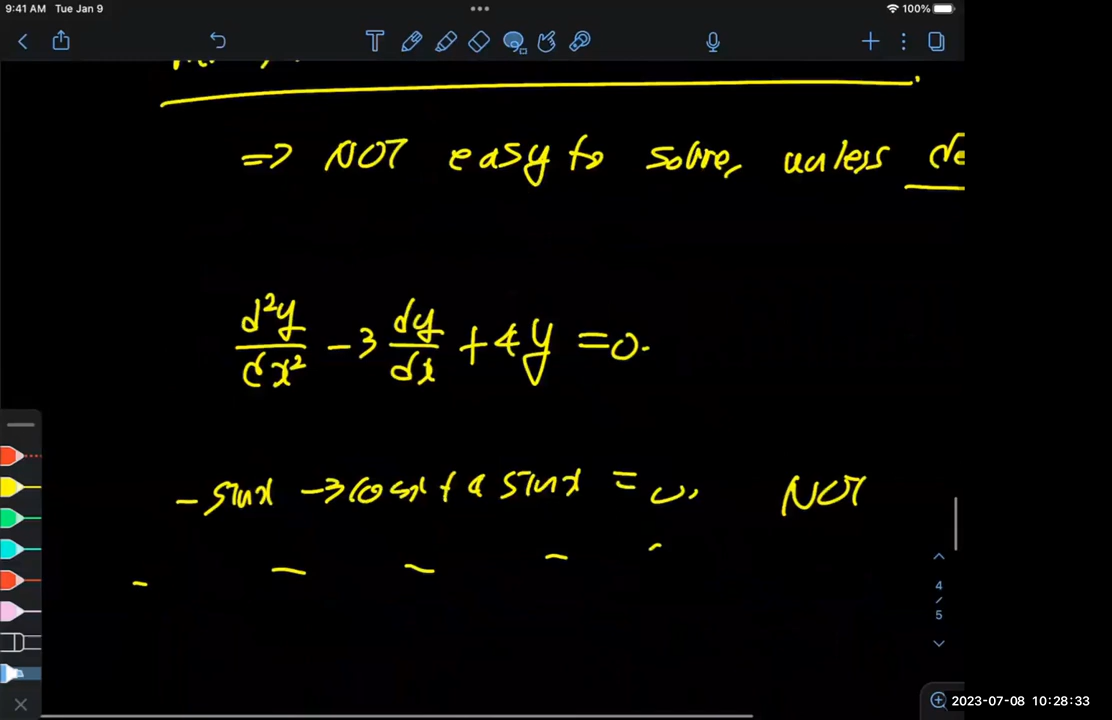 9:41 AM Tue Jan 9
100%
=> NOT easy to solve, unless de
d²y/dx² - 3 dy/dx + 4y = 0.
- sinx - 3cosx + 4 sinx = 0. NOT
4
/
5
2023-07-08 10:28:33